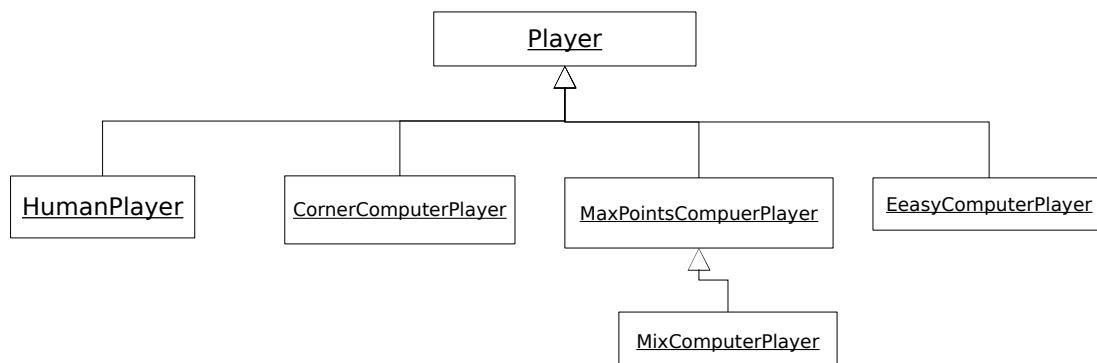 Player
HumanPlayer
CornerComputerPlayer
MaxPointsCompuerPlayer
EeasyComputerPlayer
MixComputerPlayer